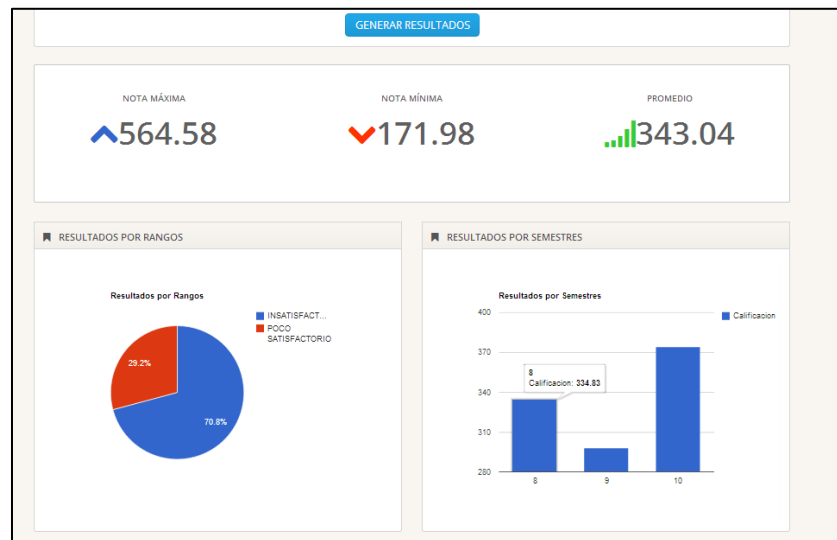 GENERAR RESULTADOS
NOTA MÁXIMA
564.58
NOTA MÍNIMA
171.98
PROMEDIO
343.04
RESULTADOS POR RANGOS
Resultados por Rangos
INSATISFACT...
POCO
SATISFACTORIO
29.2%
70.8%
RESULTADOS POR SEMESTRES
Resultados por Semestres
Calificacion
400
370
340
310
280
8
Calificacion: 334.83
8
9
10